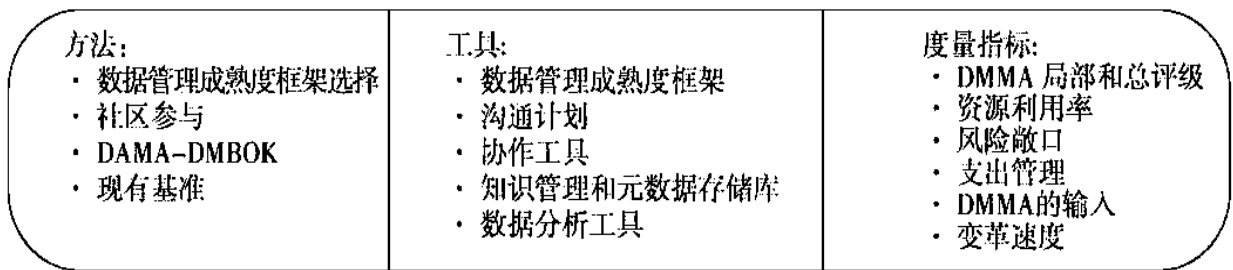 方法:
· 数据管理成熟度框架选择
· 社区参与
· DAMA-DMBOK
· 现有基准
工具:
· 数据管理成熟度框架
· 沟通计划
· 协作工具
· 知识管理和元数据存储库
· 数据分析工具
度量指标:
· DMMA 局部和总评级
· 资源利用率
· 风险敞口
· 支出管理
· DMMA的输入
· 变革速度